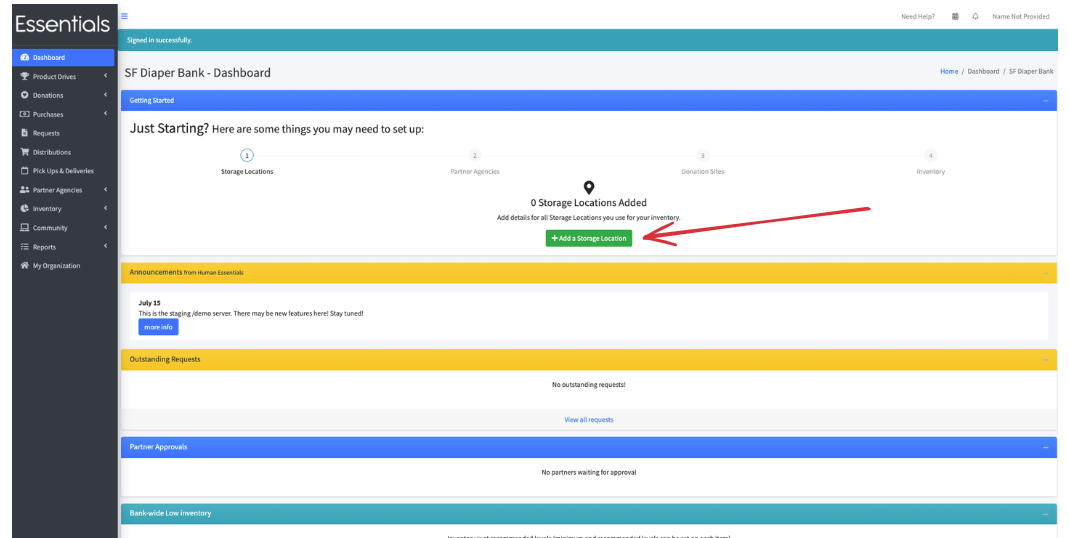 Essentials
Need Help?
Name Not Provided
Signed in successfully.
Dashboard
Product Drives
Donations
Purchases
Requests
Distributions
Pick Ups & Deliveries
Partner Agencies
Inventory
Community
Reports
My Organization
SF Diaper Bank - Dashboard
Home / Dashboard / SF Diaper Bank
Getting Started
Just Starting? Here are some things you may need to set up:
1 2 3 4
Storage Locations Partner Agencies Donation Sites Inventory
0 Storage Locations Added
Add details for all Storage Locations you use for your inventory.
+ Add a Storage Location
Announcements from Human Essentials
July 15
This is the staging /demo server. There may be new features here! Stay tuned!
more info
Outstanding Requests
No outstanding requests!
View all requests
Partner Approvals
No partners waiting for approval
Bank-wide Low inventory